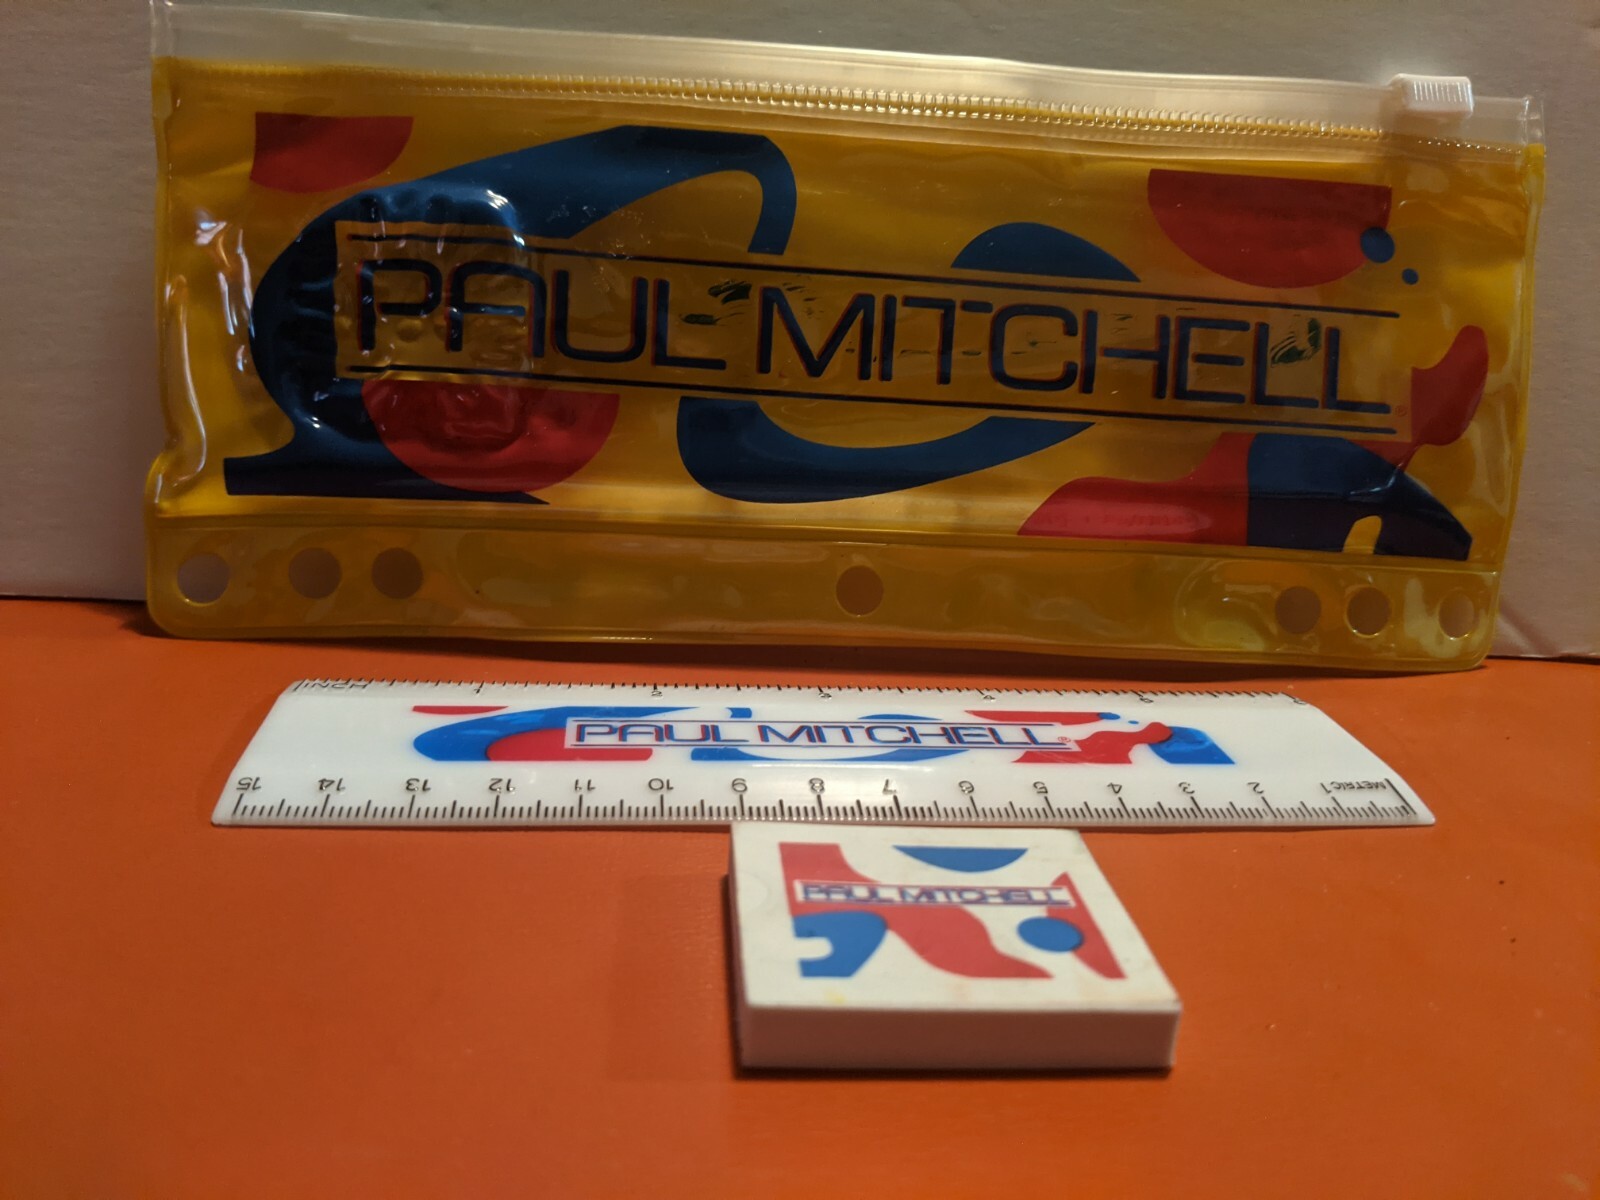 PAUL MITCHELL®
INCH 1 2 3 4 5 6
PAUL MITCHELL®
15 14 13 12 11 10 9 8 7 6 5 4 3 2 1 METRIC
PAUL MITCHELL